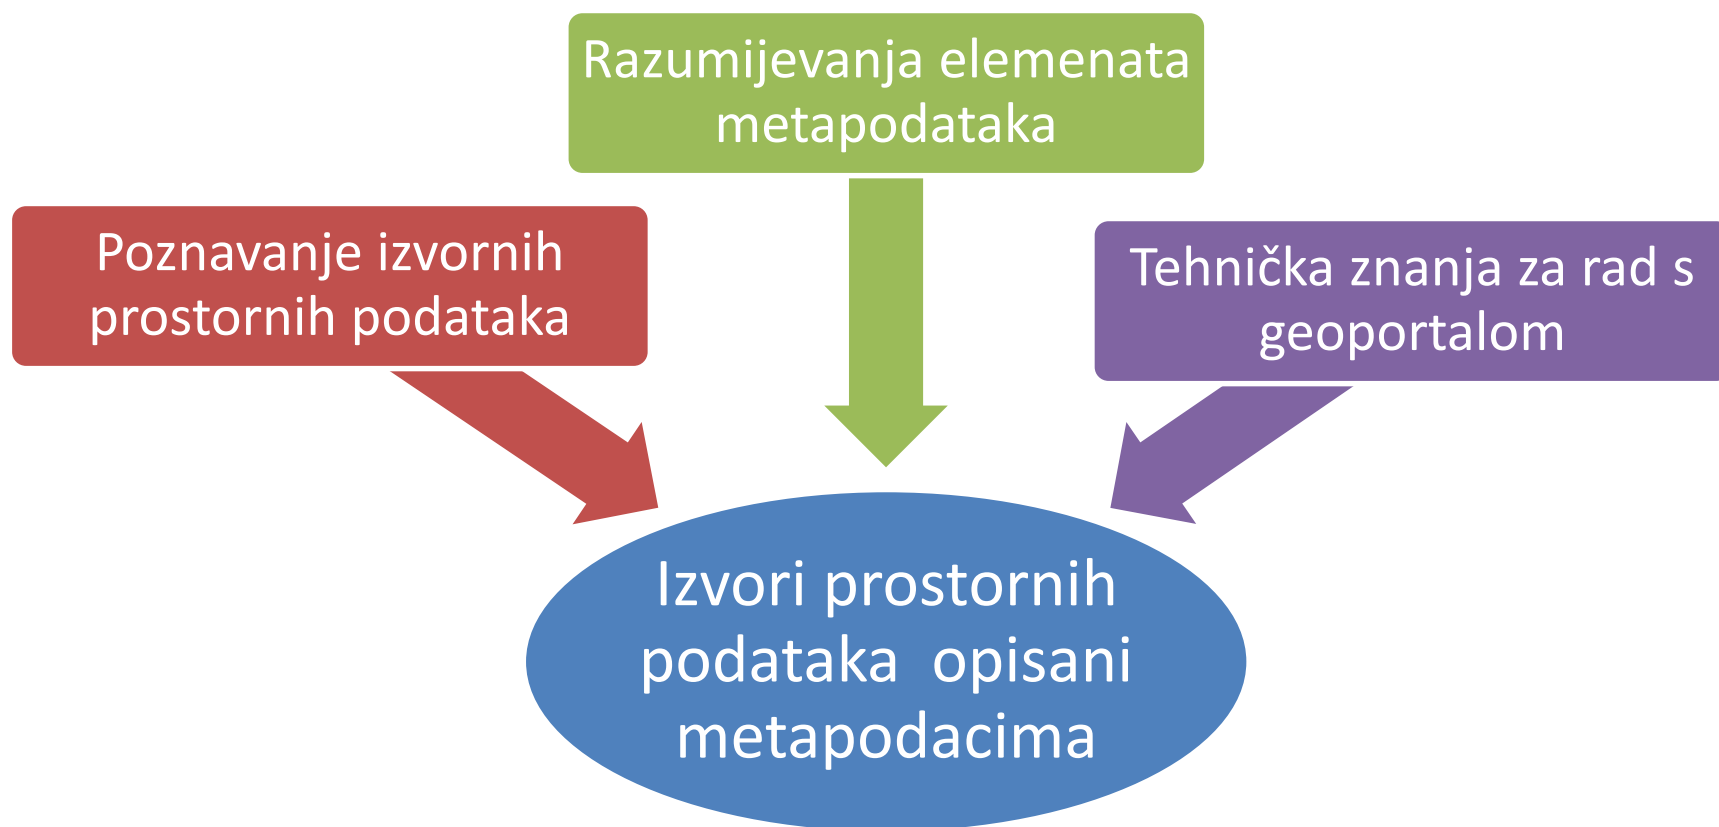 Razumijevanja elemenata
metapodataka
Poznavanje izvornih
prostornih podataka
Tehnička znanja za rad s
geoportalom
Izvori prostornih
podataka  opisani
metapodacima